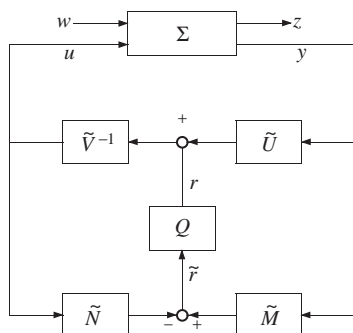 w Σ z
u y
+
Ṽ⁻¹ Ũ
r
Q
r̃
Ñ − + M̃